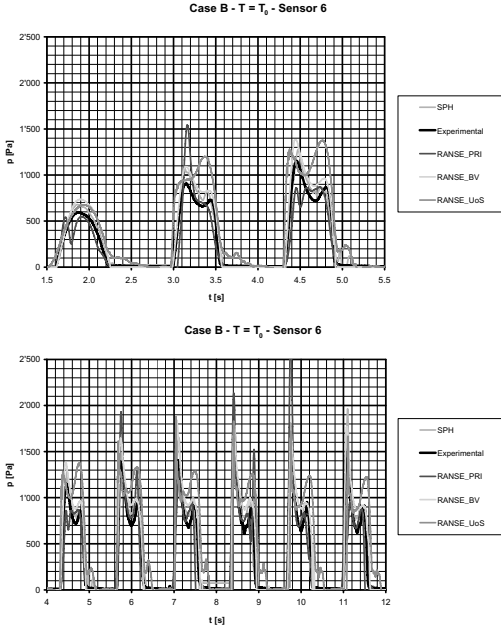 Case B - T = T0 - Sensor 6
2'500
2'000
1'500
1'000
500
0
p [Pa]
1.5 2.0 2.5 3.0 3.5 4.0 4.5 5.0 5.5
t [s]
SPH
Experimental
RANSE_PRI
RANSE_BV
RANSE_UoS
Case B - T = T0 - Sensor 6
2'500
2'000
1'500
1'000
500
0
p [Pa]
4 5 6 7 8 9 10 11 12
t [s]
SPH
Experimental
RANSE_PRI
RANSE_BV
RANSE_UoS